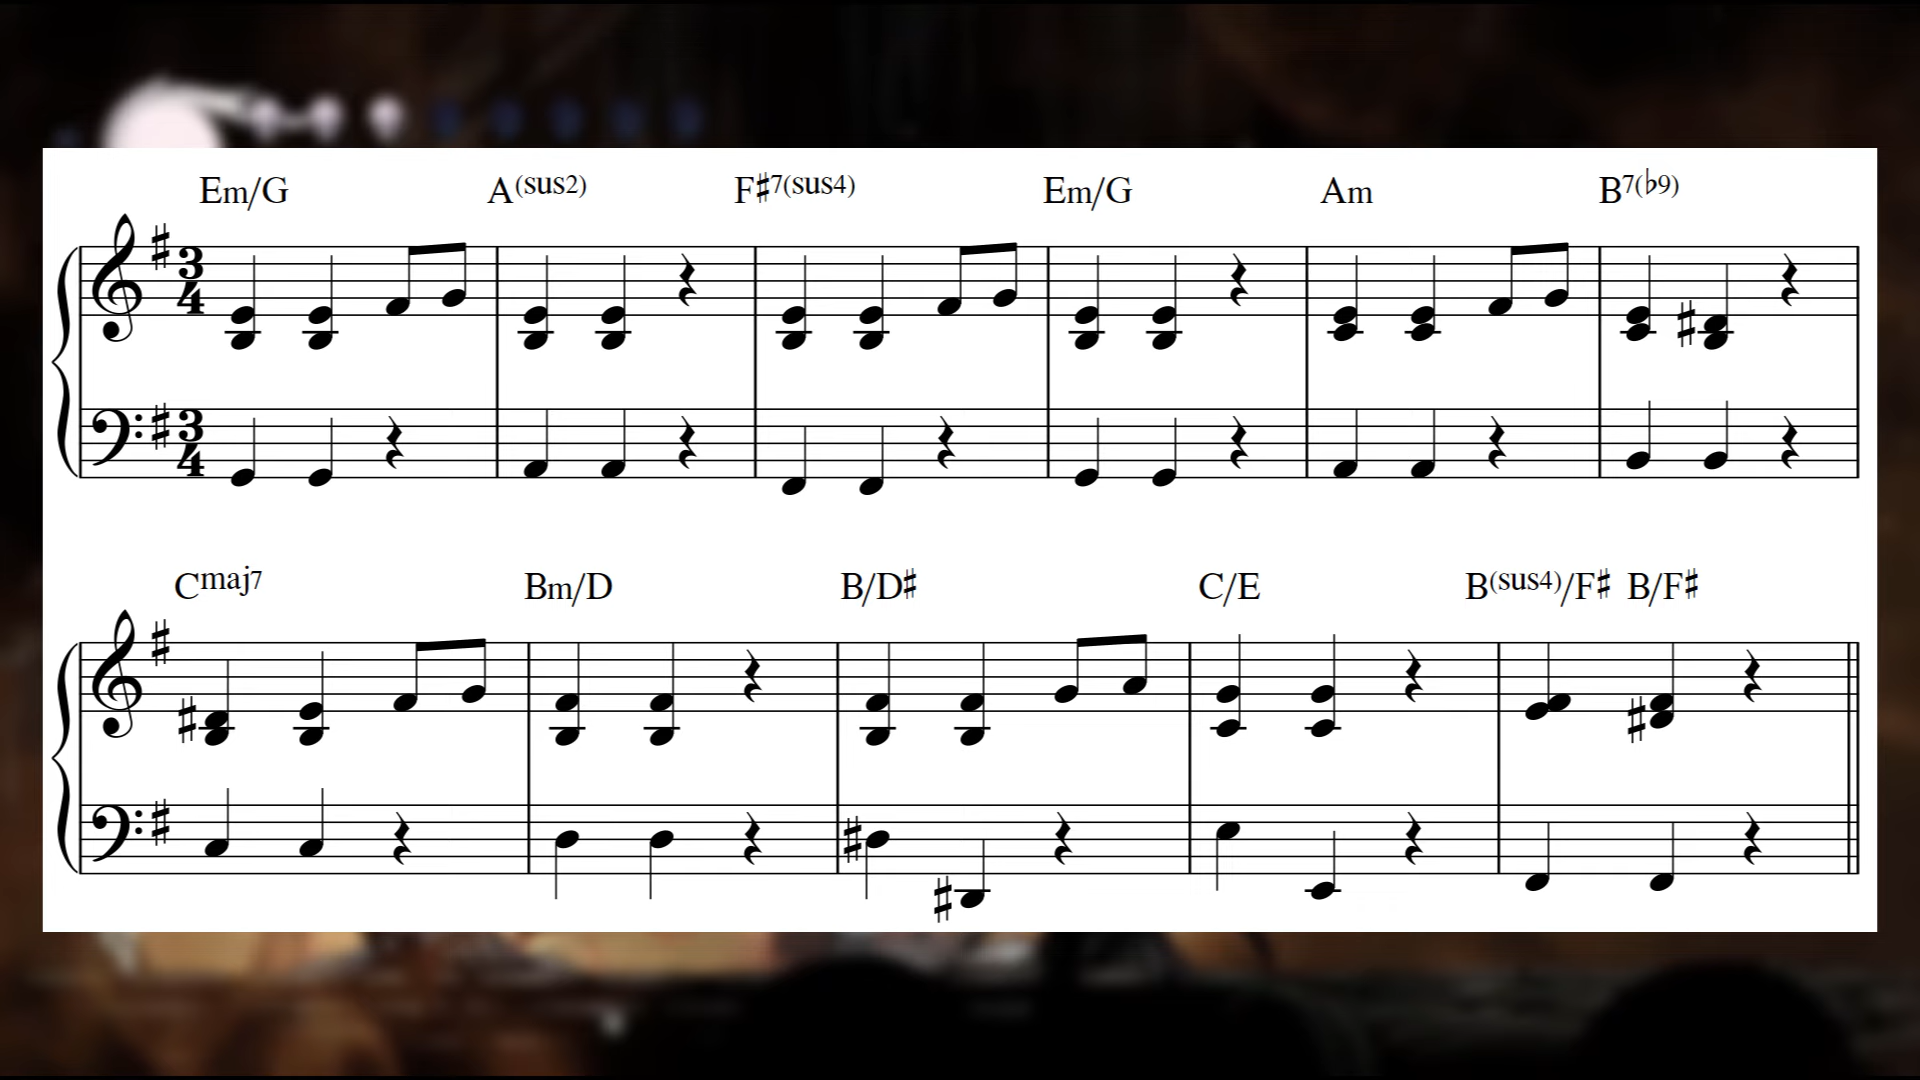 Em/G A(sus2) F♯7(sus4) Em/G Am B7(♭9)
3 4
3 4
Cmaj7 Bm/D B/D♯ C/E B(sus4)/F♯ B/F♯